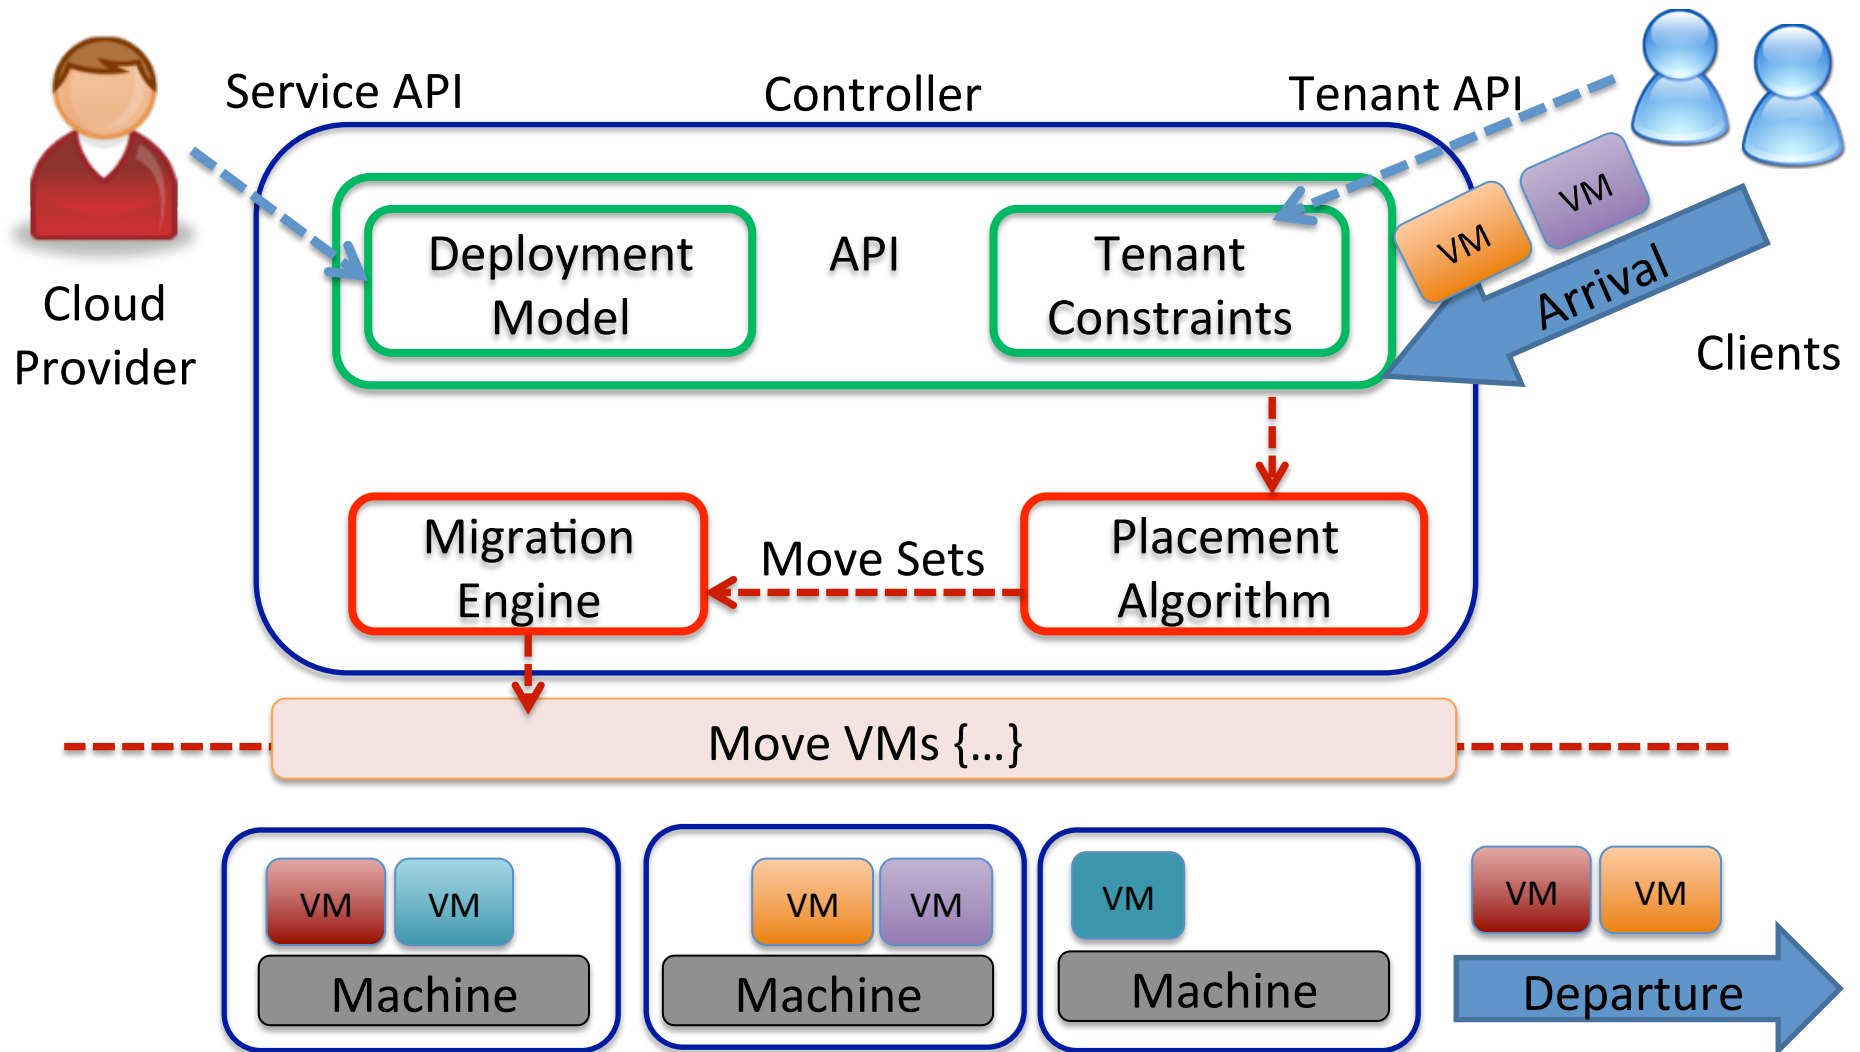 Service API
Controller
Tenant API
Cloud
Provider
Deployment
Model
API
Tenant
Constraints
VM
VM
Arrival
Clients
Migration
Engine
Move Sets
Placement
Algorithm
Move VMs {...}
VM
VM
Machine
VM
VM
Machine
VM
Machine
VM
VM
Departure